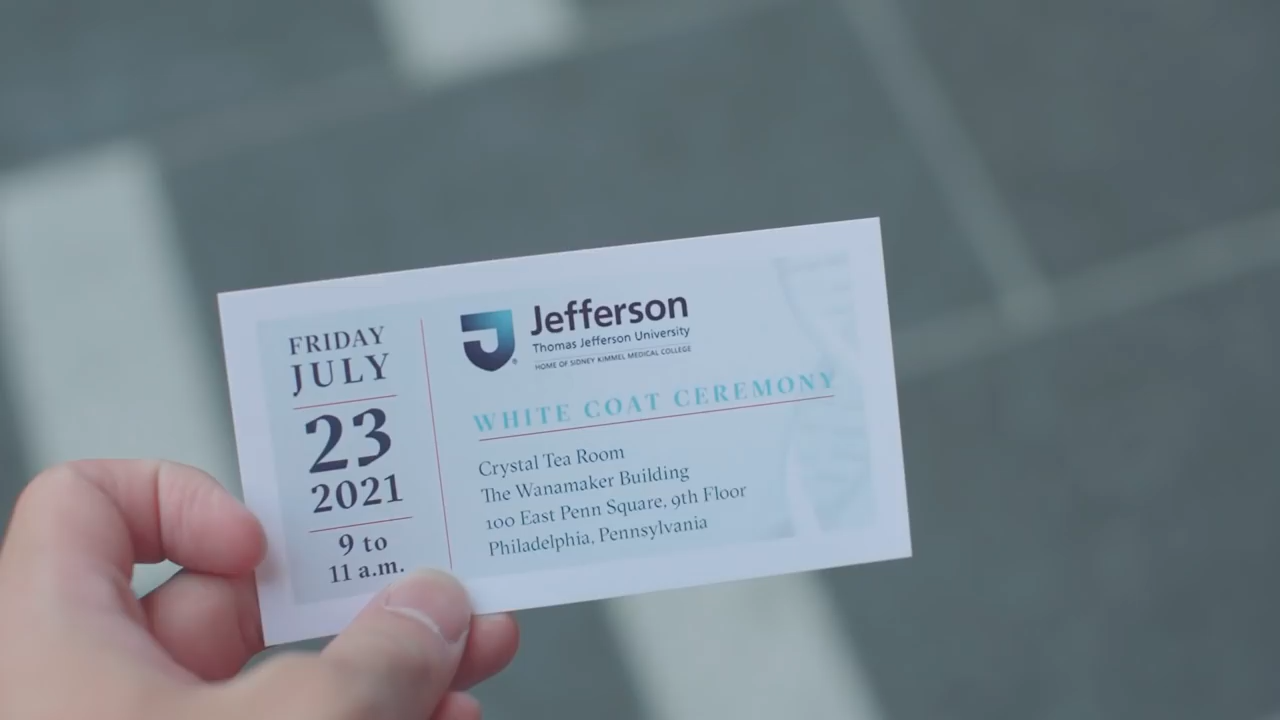 FRIDAY
JULY
23
2021
9 to
11 a.m.
Jefferson
Thomas Jefferson University
HOME OF SIDNEY KIMMEL MEDICAL COLLEGE
WHITE COAT CEREMONY
Crystal Tea Room
The Wanamaker Building
100 East Penn Square, 9th Floor
Philadelphia, Pennsylvania